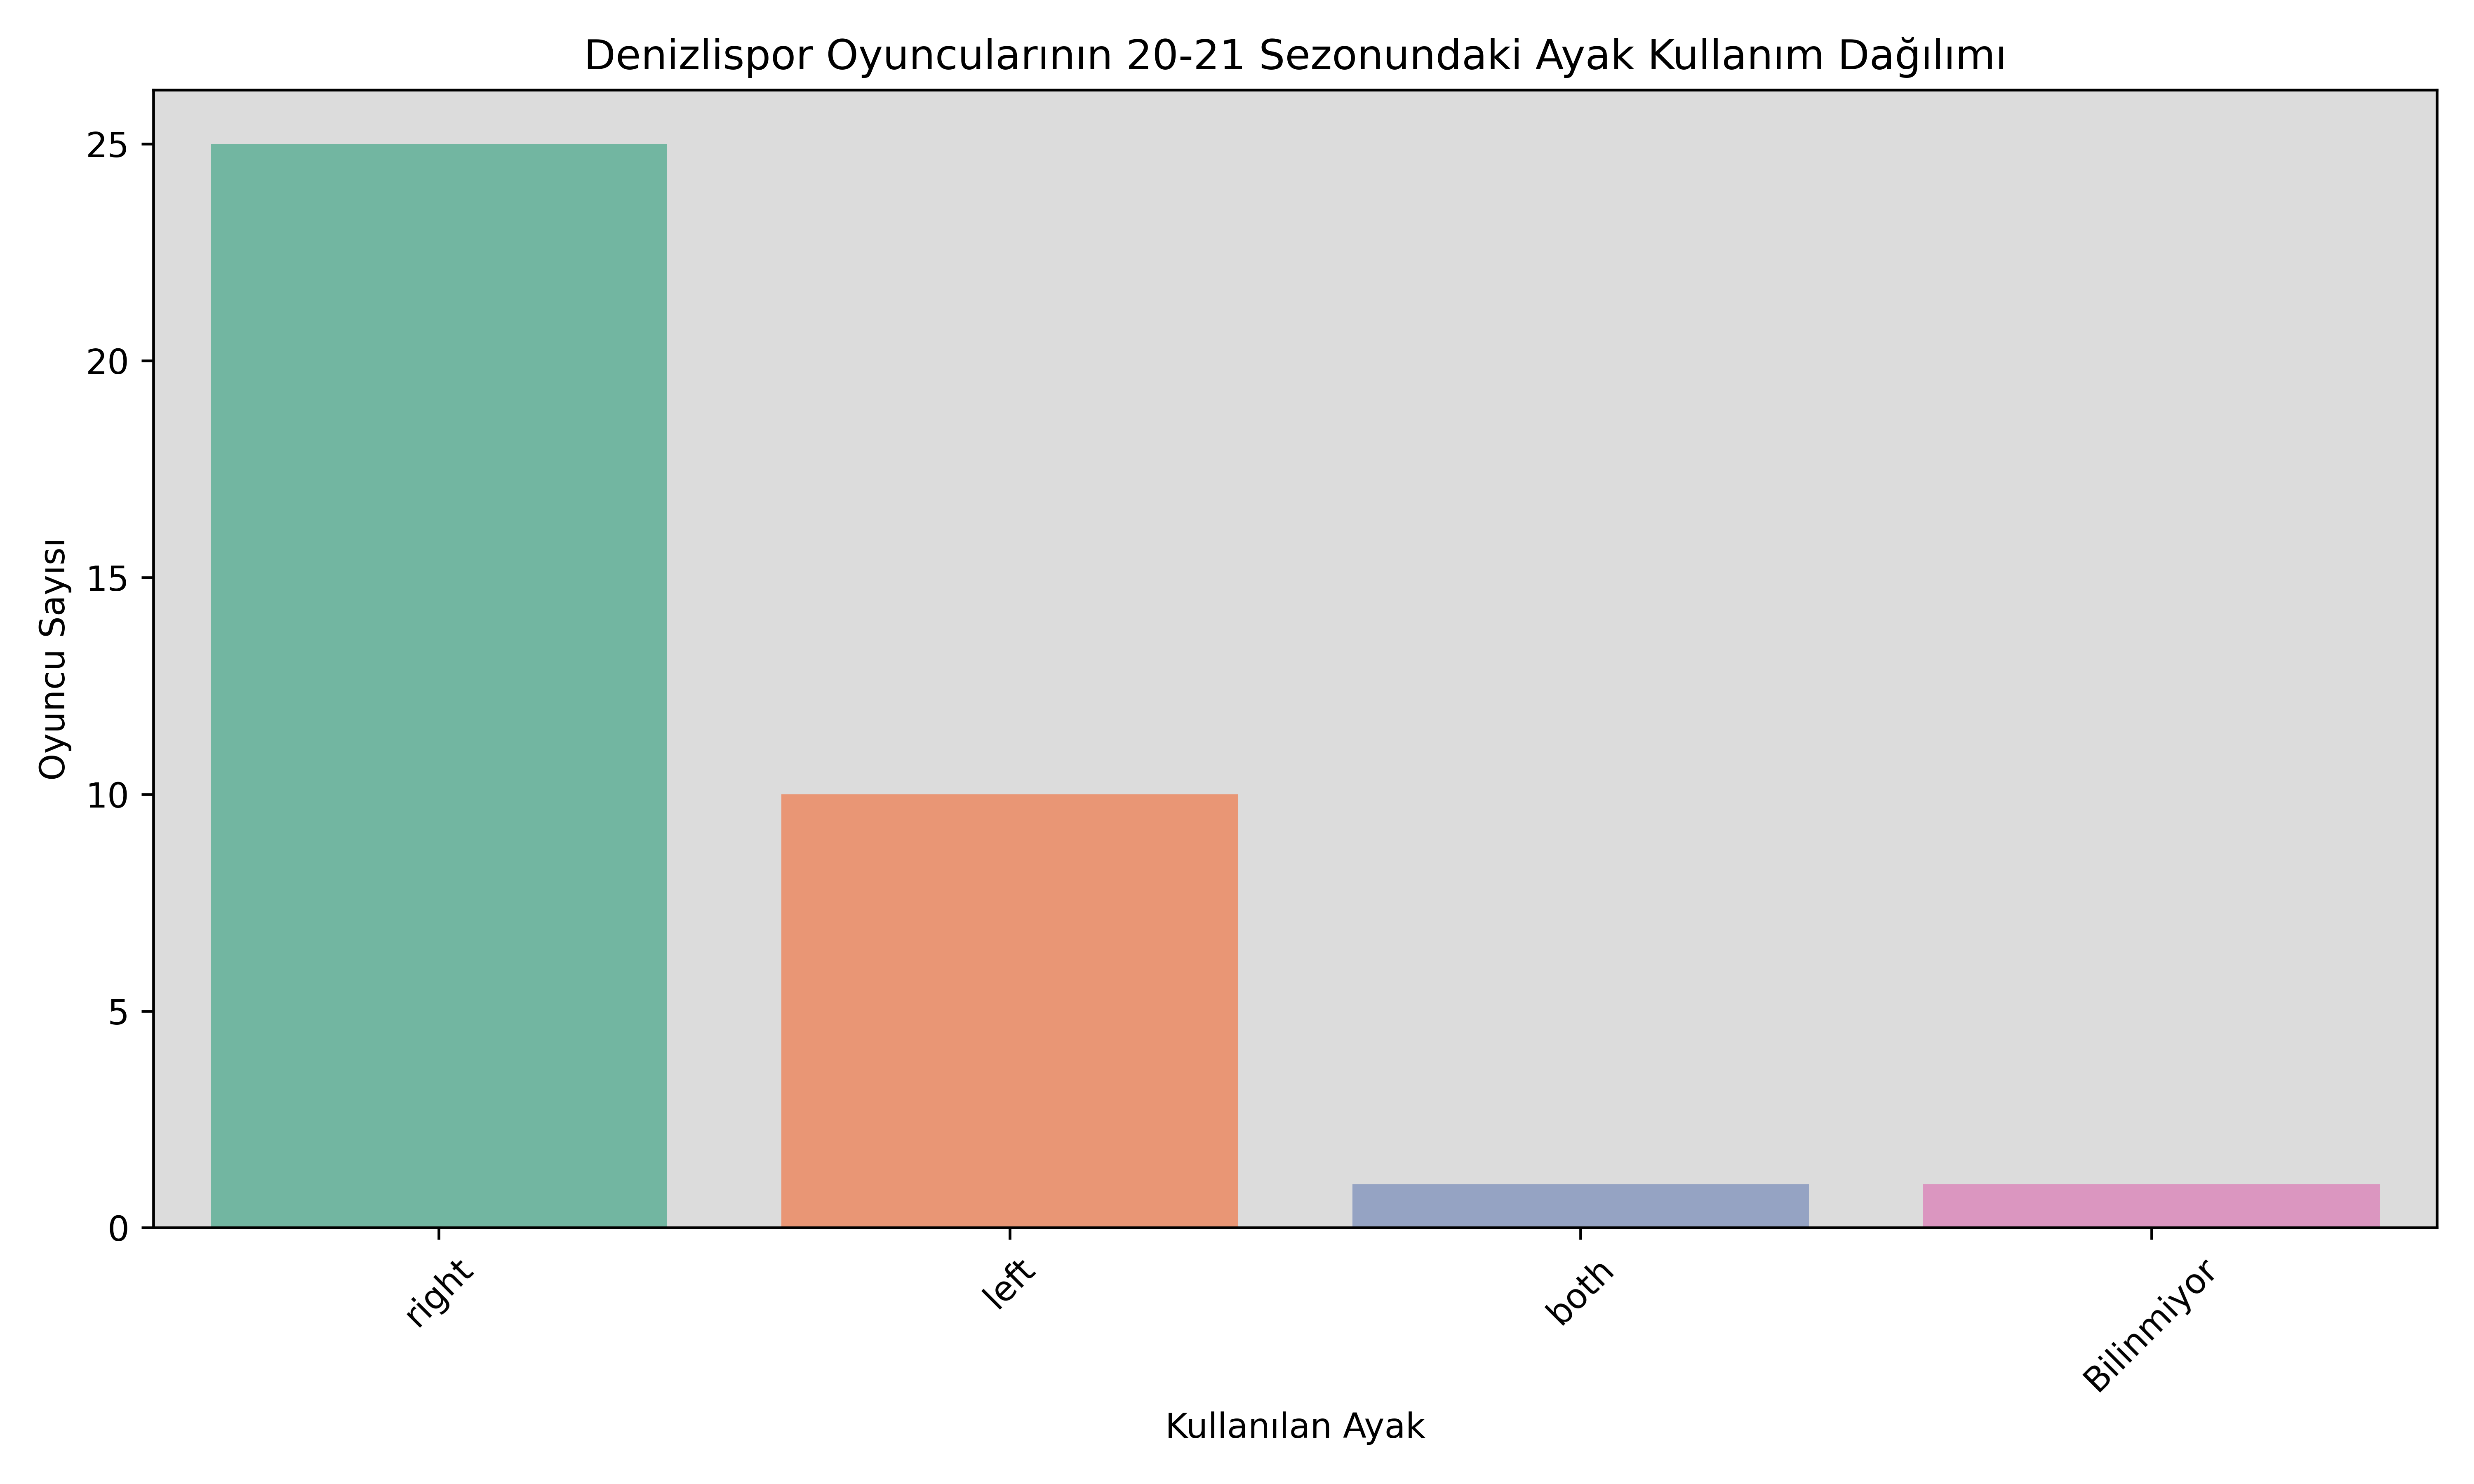 Denizlispor Oyuncularının 20-21 Sezonundaki Ayak Kullanım Dağılımı
Oyuncu Sayısı
25
20
15
10
5
0
right
left
both
Bilinmiyor
Kullanılan Ayak